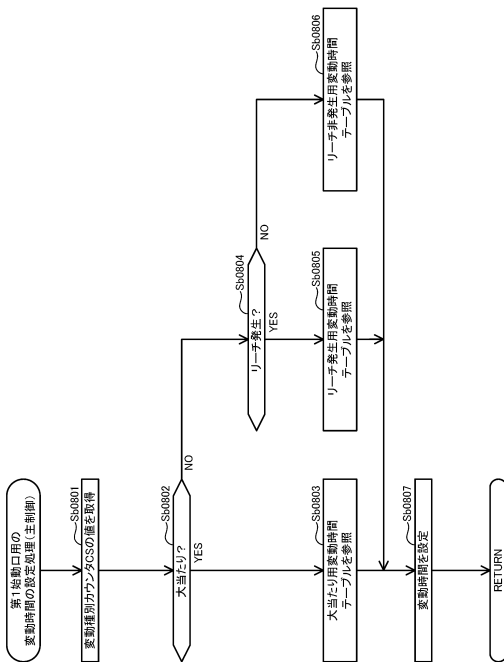 第1始動口用の
変動時間の設定処理(主制御)
Sb0801
変動種別カウンタCSの値を取得
Sb0802
大当たり?
NO
YES
Sb0804
リーチ発生?
NO
YES
Sb0803
大当たり用変動時間
テーブルを参照
Sb0805
リーチ発生用変動時間
テーブルを参照
Sb0806
リーチ非発生用変動時間
テーブルを参照
Sb0807
変動時間を設定
RETURN